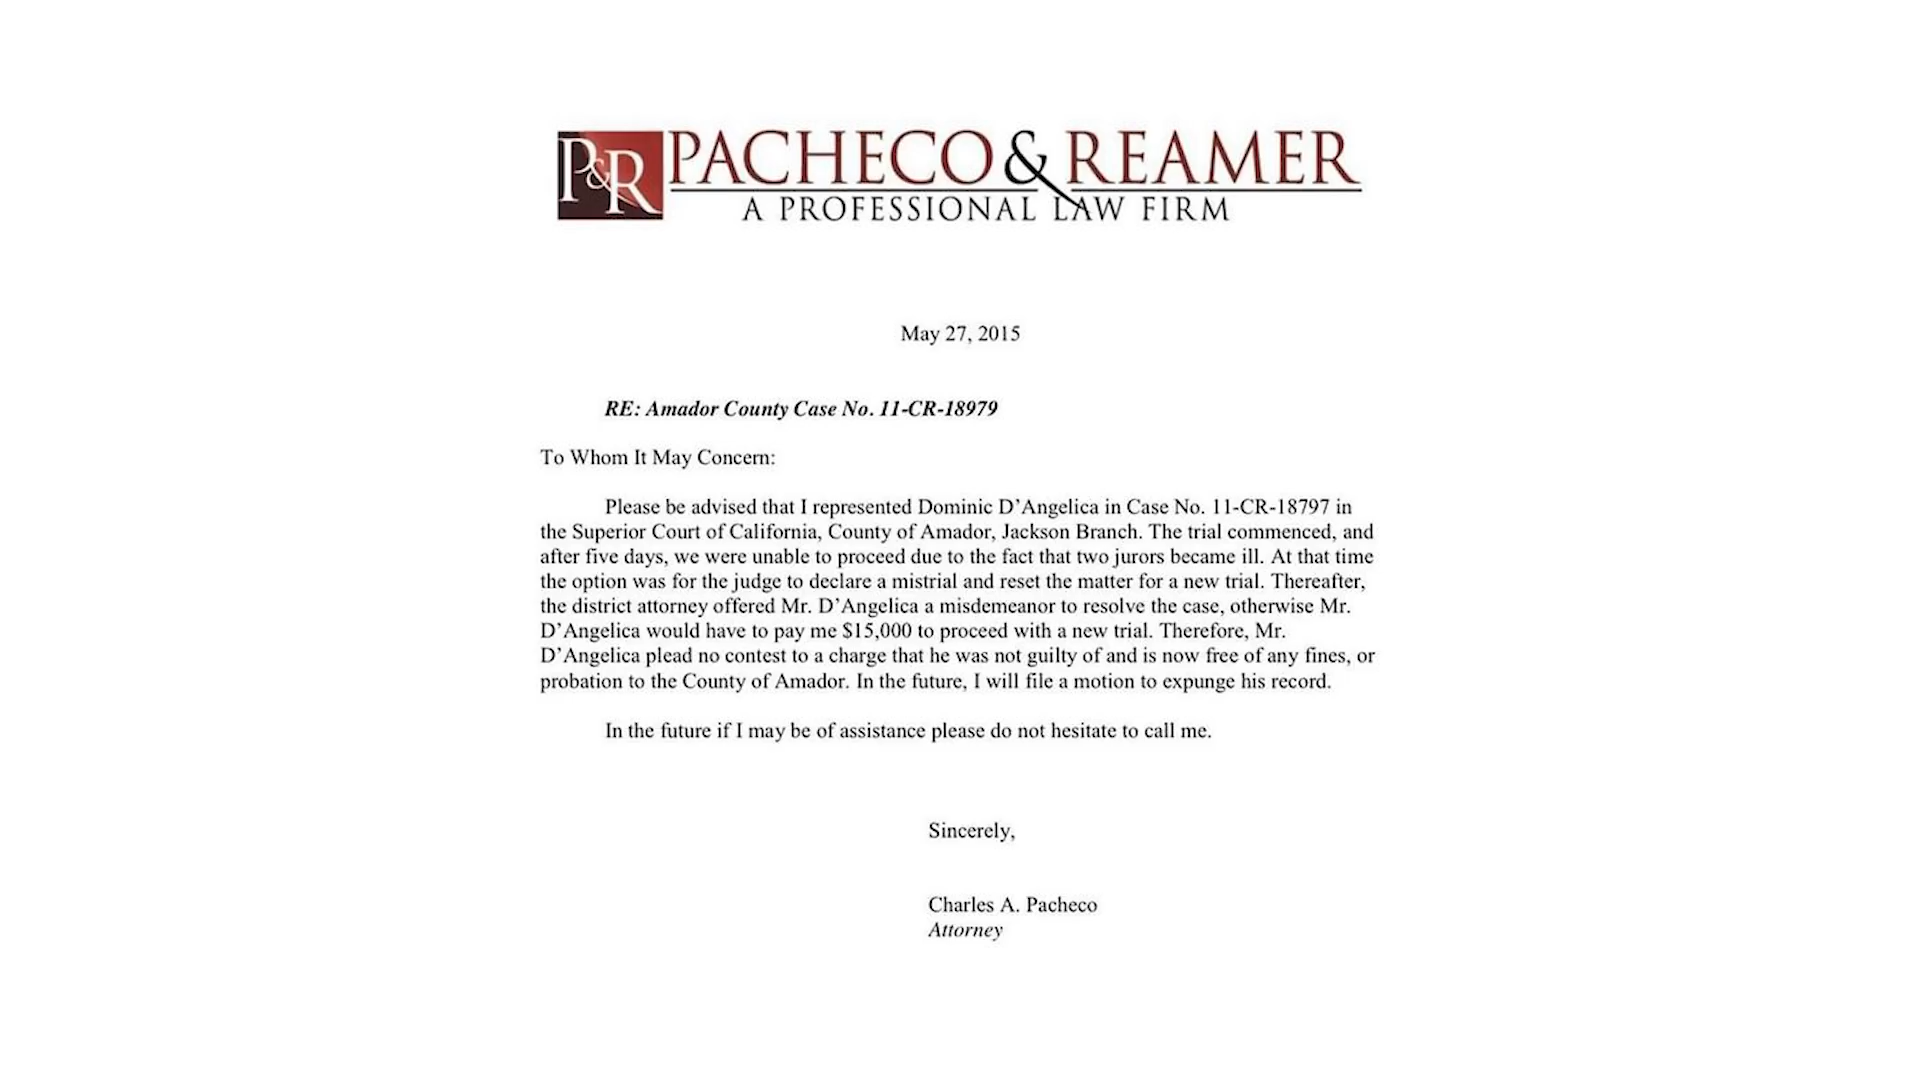 P&R PACHECO & REAMER
A PROFESSIONAL LAW FIRM
May 27, 2015
RE: Amador County Case No. 11-CR-18979
To Whom It May Concern:
Please be advised that I represented Dominic D’Angelica in Case No. 11-CR-18797 in
the Superior Court of California, County of Amador, Jackson Branch. The trial commenced, and
after five days, we were unable to proceed due to the fact that two jurors became ill. At that time
the option was for the judge to declare a mistrial and reset the matter for a new trial. Thereafter,
the district attorney offered Mr. D’Angelica a misdemeanor to resolve the case, otherwise Mr.
D’Angelica would have to pay me $15,000 to proceed with a new trial. Therefore, Mr.
D’Angelica plead no contest to a charge that he was not guilty of and is now free of any fines, or
probation to the County of Amador. In the future, I will file a motion to expunge his record.
In the future if I may be of assistance please do not hesitate to call me.
Sincerely,
Charles A. Pacheco
Attorney